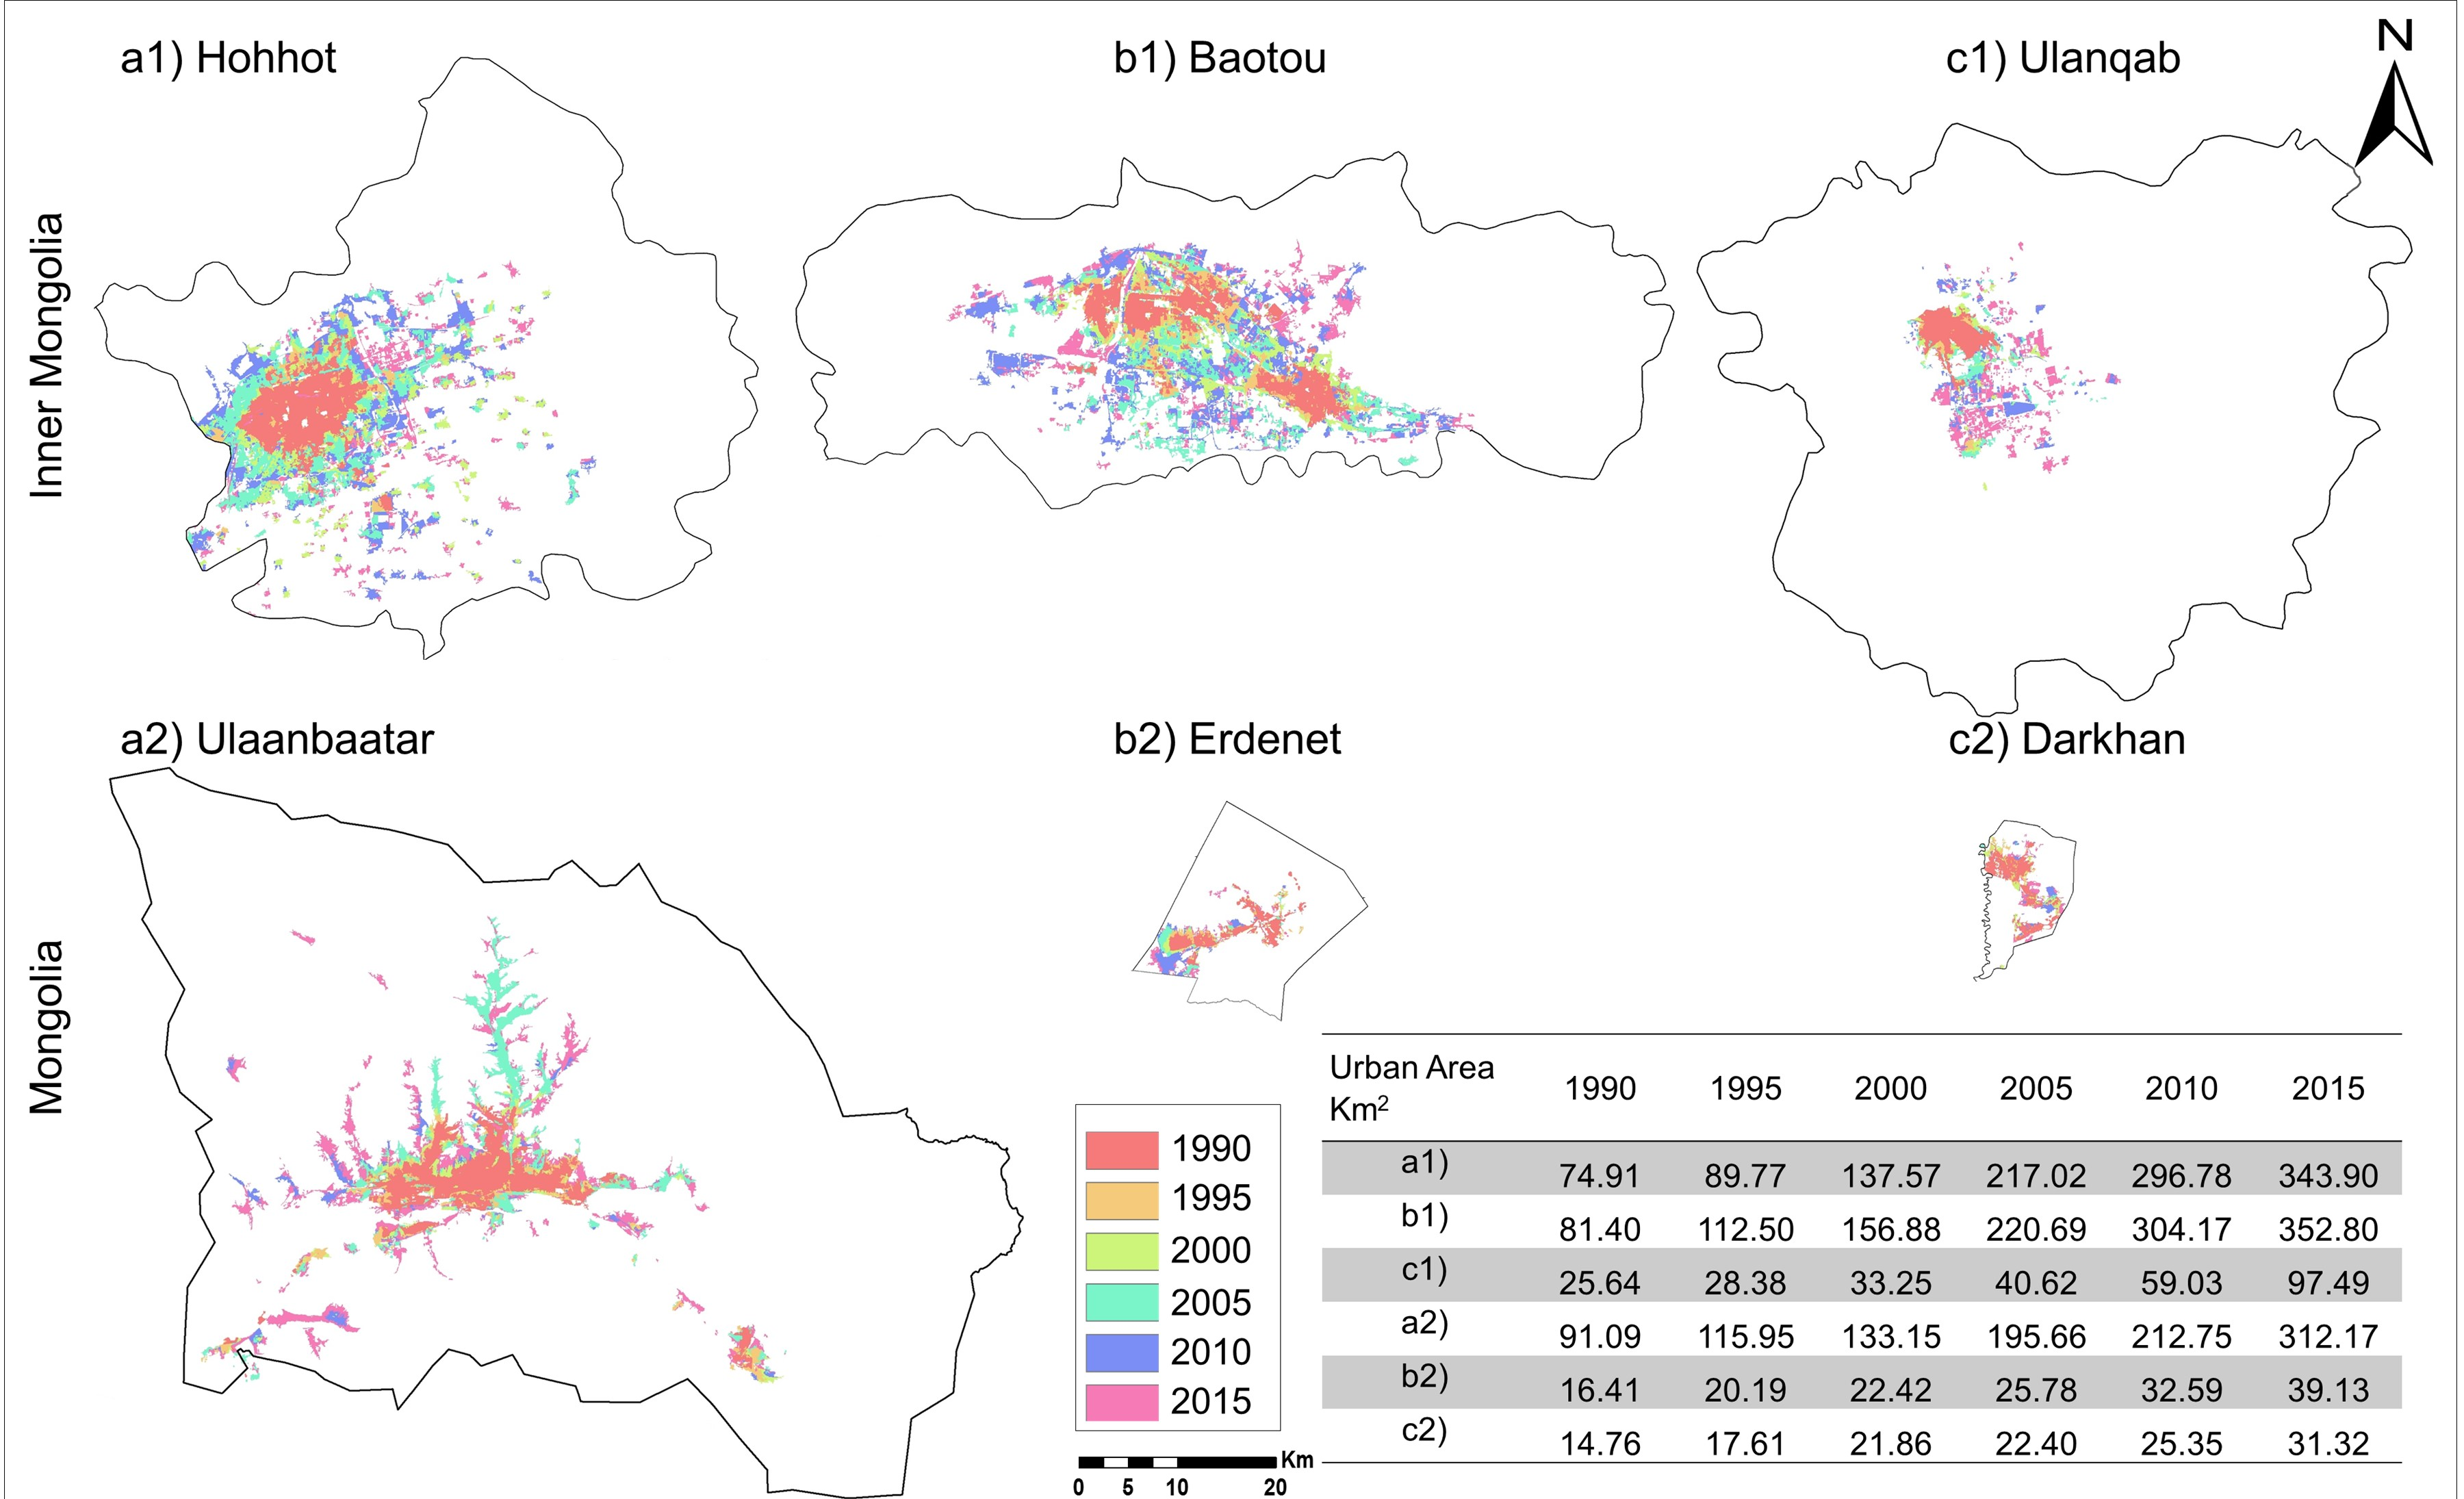 a1) Hohhot
b1) Baotou
c1) Ulanqab
N
Inner Mongolia
a2) Ulaanbaatar
b2) Erdenet
c2) Darkhan
Mongolia
1990
1995
2000
2005
2010
2015
Km
0 5 10 20
Urban Area Km² 1990 1995 2000 2005 2010 2015
a1) 74.91 89.77 137.57 217.02 296.78 343.90
b1) 81.40 112.50 156.88 220.69 304.17 352.80
c1) 25.64 28.38 33.25 40.62 59.03 97.49
a2) 91.09 115.95 133.15 195.66 212.75 312.17
b2) 16.41 20.19 22.42 25.78 32.59 39.13
c2) 14.76 17.61 21.86 22.40 25.35 31.32